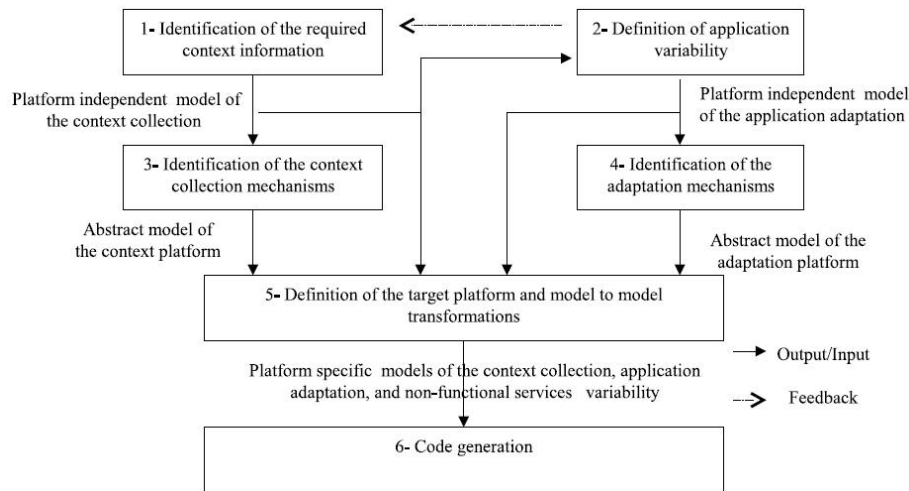 1- Identification of the required
context information
2- Definition of application
variability
Platform independent model of
the context collection
Platform independent model
of the application adaptation
3- Identification of the context
collection mechanisms
4- Identification of the
adaptation mechanisms
Abstract model of
the context platform
Abstract model of the
adaptation platform
5- Definition of the target platform and model to model
transformations
Output/Input
Platform specific models of the context collection, application
adaptation, and non-functional services variability
Feedback
6- Code generation